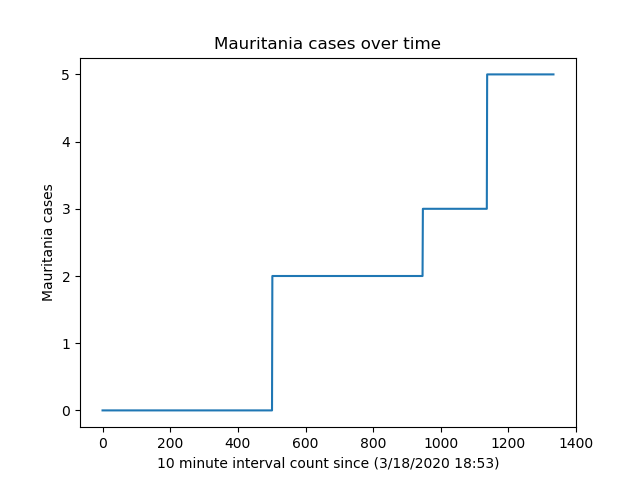 Mauritania cases over time
5
4
3
2
1
0
Mauritania cases
0 200 400 600 800 1000 1200 1400
10 minute interval count since (3/18/2020 18:53)